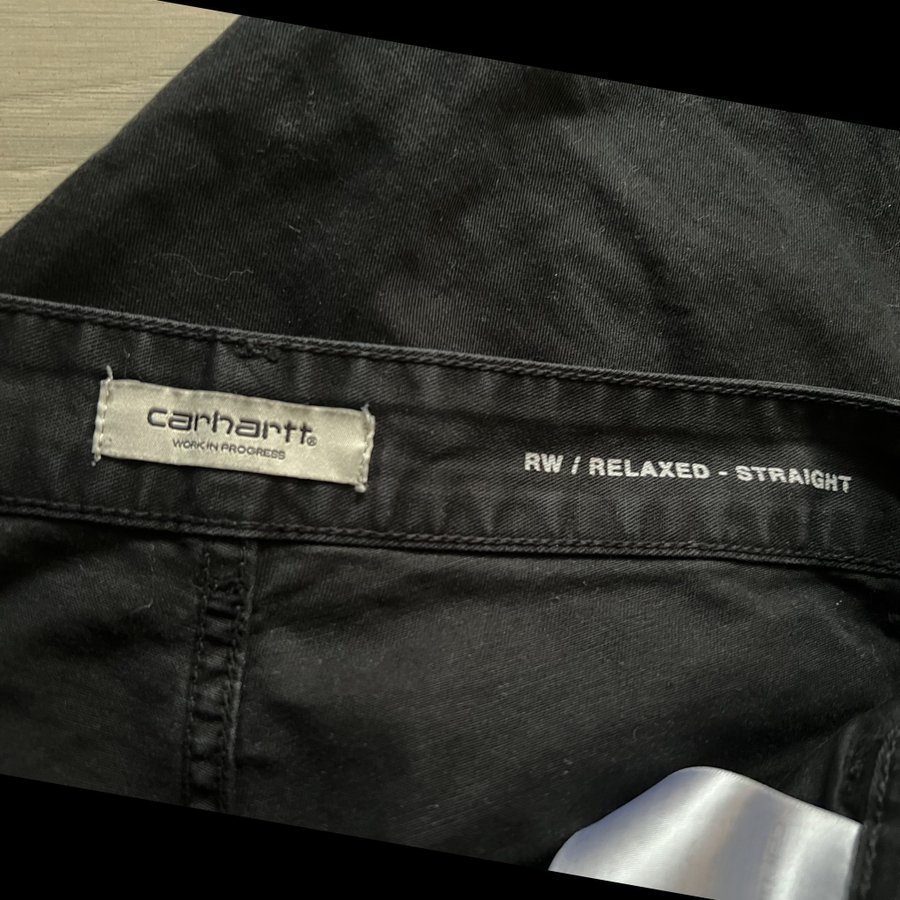 carhartt®
WORK IN PROGRESS
RW / RELAXED - STRAIGHT